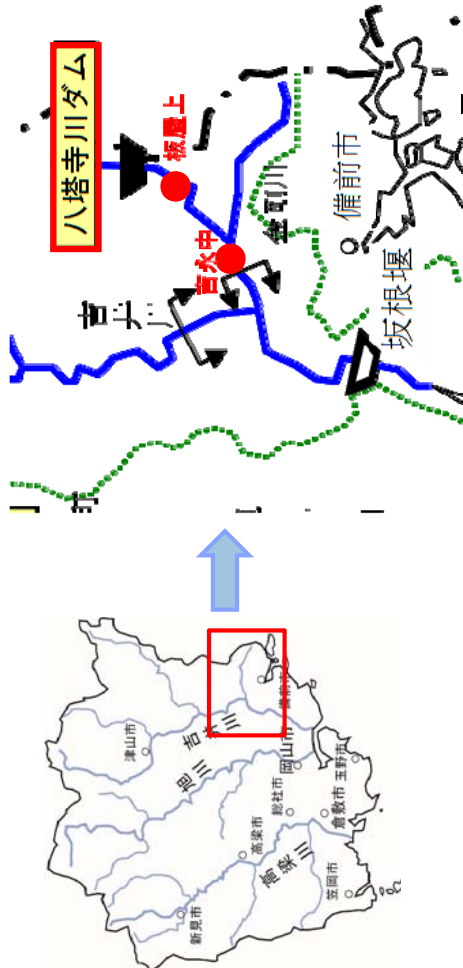 八塔寺川ダム
板屋上
吉永中
金剛川
吉井川
備前市
坂根堰
津山市
吉井川
旭川
備前市
岡山市
玉野市
総社市
倉敷市
高梁市
高梁川
新見市
笠岡市